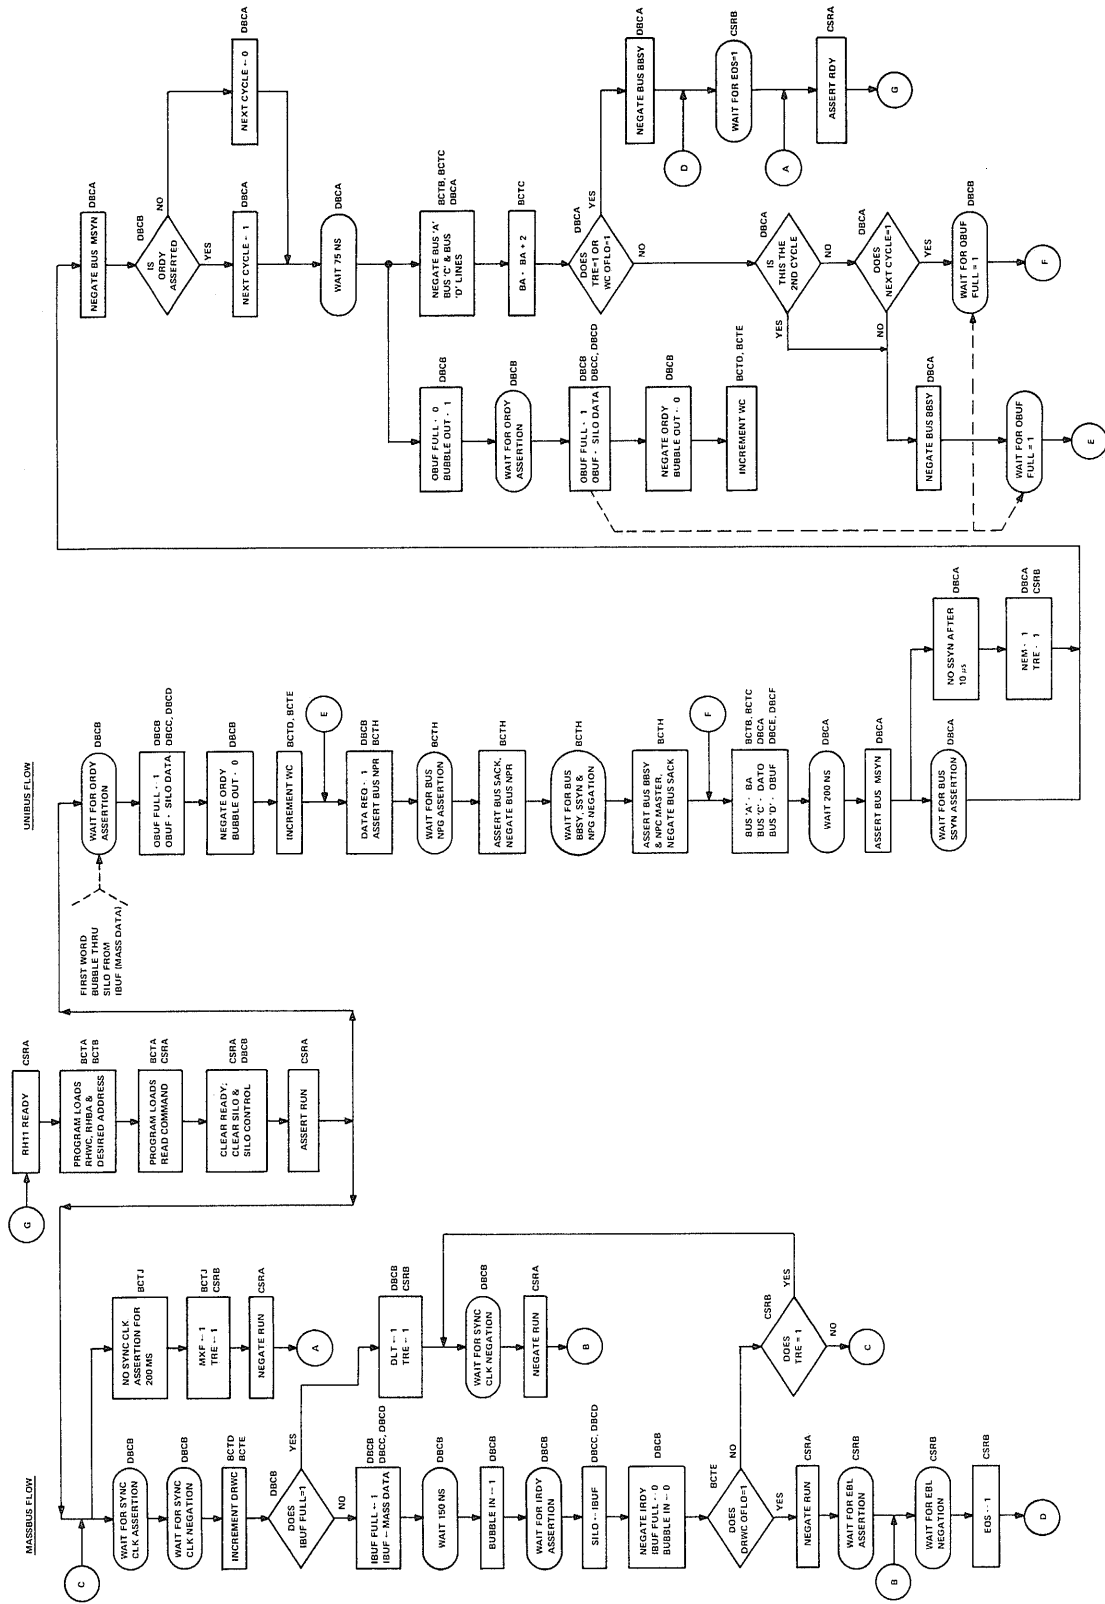 MASSBUS FLOW
C
WAIT FOR SYNC
CLK ASSERTION
DBCB
WAIT FOR SYNC
CLK NEGATION
DBCB
INCREMENT DRWC
BCTD
BCTE
DOES
IBUF FULL=1
DBCB
YES
NO
IBUF FULL ← 1
IBUF ← MASS DATA
DBCB
DBCC, DBCD
WAIT 150 NS
DBCB
BUBBLE IN ← 1
DBCB
WAIT FOR IRDY
ASSERTION
DBCB
SILO ← IBUF
DBCC, DBCD
NEGATE IRDY
IBUF FULL ← 0
BUBBLE IN ← 0
DBCB
DOES
DRWC OFLO=1
BCTE
NO
YES
NEGATE RUN
CSRA
WAIT FOR EBL
ASSERTION
CSRB
B
WAIT FOR EBL
NEGATION
CSRB
EOS ← 1
CSRB
D
NO SYNC CLK
ASSERTION FOR
200 MS
BCTJ
MXF ← 1
TRE ← 1
BCTJ
CSRB
NEGATE RUN
CSRA
A
DLT ← 1
TRE ← 1
DBCB
CSRB
WAIT FOR SYNC
CLK NEGATION
DBCB
NEGATE RUN
CSRA
B
DOES
TRE = 1
CSRB
YES
NO
C
G
RH11 READY
CSRA
PROGRAM LOADS
RHWC, RHBA &
DESIRED ADDRESS
BCTA
BCTB
PROGRAM LOADS
READ COMMAND
BCTA
CSRA
CLEAR READY;
CLEAR SILO &
SILO CONTROL
CSRA
DBCB
ASSERT RUN
CSRA
UNIBUS FLOW
FIRST WORD
BUBBLE THRU
SILO FROM
IBUF (MASS DATA)
WAIT FOR ORDY
ASSERTION
DBCB
OBUF FULL - 1
OBUF - SILO DATA
DBCB
DBCC, DBCD
NEGATE ORDY
BUBBLE OUT - 0
DBCB
INCREMENT WC
BCTD, BCTE
E
DATA REQ - 1
ASSERT BUS NPR
DBCB
BCTH
WAIT FOR BUS
NPG ASSERTION
BCTH
ASSERT BUS SACK,
NEGATE BUS NPR
BCTH
WAIT FOR BUS
BBSY, SSYN &
NPG NEGATION
BCTH
ASSERT BUS BBSY
& NPC MASTER,
NEGATE BUS SACK
BCTH
F
BUS 'A' - BA
BUS 'C' - DATO
BUS 'D' - OBUF
BCTB, BCTC
DBCA
DBCE, DBCF
WAIT 200 NS
DBCA
ASSERT BUS MSYN
DBCA
WAIT FOR BUS
SSYN ASSERTION
DBCA
NO SSYN AFTER
10 µs
DBCA
NEM - 1
TRE - 1
DBCA
CSRB
NEGATE BUS MSYN
DBCA
IS
ORDY
ASSERTED
DBCB
NO
YES
NEXT CYCLE - 1
DBCA
NEXT CYCLE ← 0
DBCA
WAIT 75 NS
DBCA
OBUF FULL - 0
BUBBLE OUT - 1
DBCB
WAIT FOR ORDY
ASSERTION
DBCB
OBUF FULL - 1
OBUF - SILO DATA
DBCB
DBCC, DBCD
NEGATE ORDY
BUBBLE OUT - 0
DBCB
INCREMENT WC
BCTD, BCTE
NEGATE BUS 'A'
BUS 'C' & BUS
'D' LINES
BCTB, BCTC
DBCA
BA - BA + 2
BCTC
DOES
TRE=1 OR
WC OFLO=1
DBCA
YES
NO
NEGATE BUS BBSY
DBCA
D
WAIT FOR EOS=1
CSRB
A
ASSERT RDY
CSRA
G
IS
THIS THE
2ND CYCLE
DBCA
YES
NO
DOES
NEXT CYCLE=1
DBCA
NO
YES
NEGATE BUS BBSY
DBCA
WAIT FOR OBUF
FULL = 1
E
WAIT FOR OBUF
FULL = 1
DBCB
F